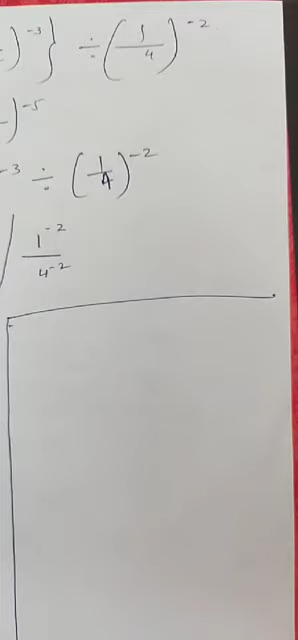 )⁻³} ÷ (1/4)⁻²
)⁻⁵
⁻³ ÷ (1/4)⁻²
/ 1⁻²/4⁻²